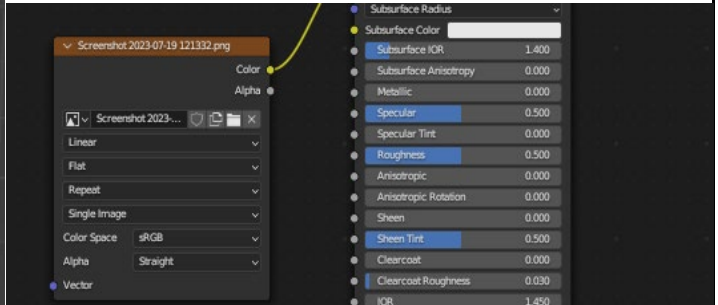 Screenshot 2023-07-19 121332.png
Color
Alpha
Screenshot 2023-...
Linear
Flat
Repeat
Single Image
Color Space sRGB
Alpha Straight
Vector
Subsurface Radius
Subsurface Color
Subsurface IOR 1.400
Subsurface Anisotropy 0.000
Metallic 0.000
Specular 0.500
Specular Tint 0.000
Roughness 0.500
Anisotropic 0.000
Anisotropic Rotation 0.000
Sheen 0.000
Sheen Tint 0.500
Clearcoat 0.000
Clearcoat Roughness 0.030
IOR 1.450